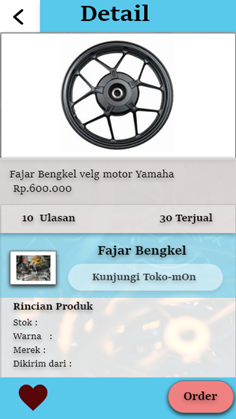 Detail
Fajar Bengkel velg motor Yamaha
Rp.600.000
10 Ulasan 30 Terjual
Fajar Bengkel
Kunjungi Toko-mOn
Rincian Produk
Stok :
Warna :
Merek :
Dikirim dari :
Order